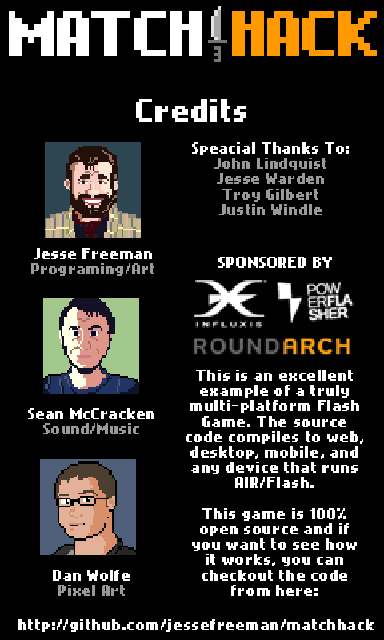 MATCH HACK
Credits
Jesse Freeman
Programing/Art
Sean McCracken
Sound/Music
Dan Wolfe
Pixel Art
Speacial Thanks To:
John Lindquist
Jesse Warden
Troy Gilbert
Justin Windle
SPONSORED BY
INFLUXIS
POW
ERFLA
SHER
ROUNDARCH
This is an excellent
example of a truly
multi-platform Flash
Game. The source
code compiles to web,
desktop, mobile, and
any device that runs
AIR/Flash.
This game is 100%
open source and if
you want to see how
it works, you can
checkout the code
from here:
http://github.com/jessefreeman/matchhack